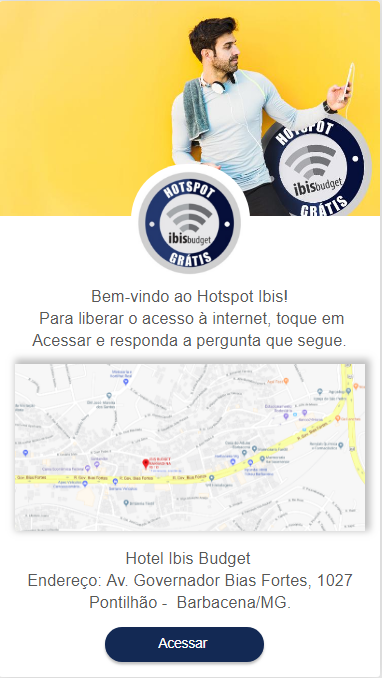 HOTSPOT
ibisbudget
GRÁTIS
HOTSPOT
ibisbudget
GRÁTIS
Bem-vindo ao Hotspot Ibis!
Para liberar o acesso à internet, toque em
Acessar e responda a pergunta que segue.
Hotel Ibis Budget
Endereço: Av. Governador Bias Fortes, 1027
Pontilhão - Barbacena/MG.
Acessar